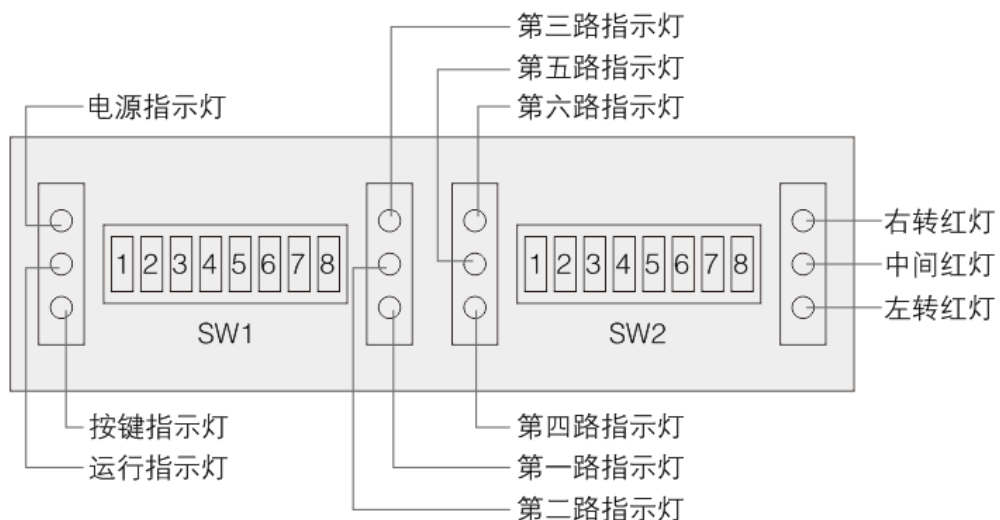 第三路指示灯
第五路指示灯
电源指示灯
第六路指示灯
右转红灯
1 2 3 4 5 6 7 8
1 2 3 4 5 6 7 8
中间红灯
左转红灯
SW1
SW2
按键指示灯
第四路指示灯
运行指示灯
第一路指示灯
第二路指示灯